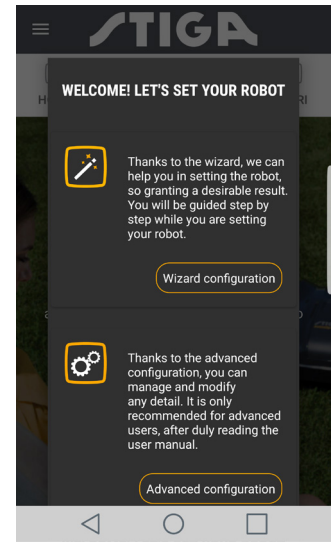 STIGA
WELCOME! LET'S SET YOUR ROBOT
Thanks to the wizard, we can
help you in setting the robot,
so granting a desirable result.
You will be guided step by
step while you are setting
your robot.
Wizard configuration
Thanks to the advanced
configuration, you can
manage and modify
any detail. It is only
recommended for advanced
users, after duly reading the
user manual.
Advanced configuration